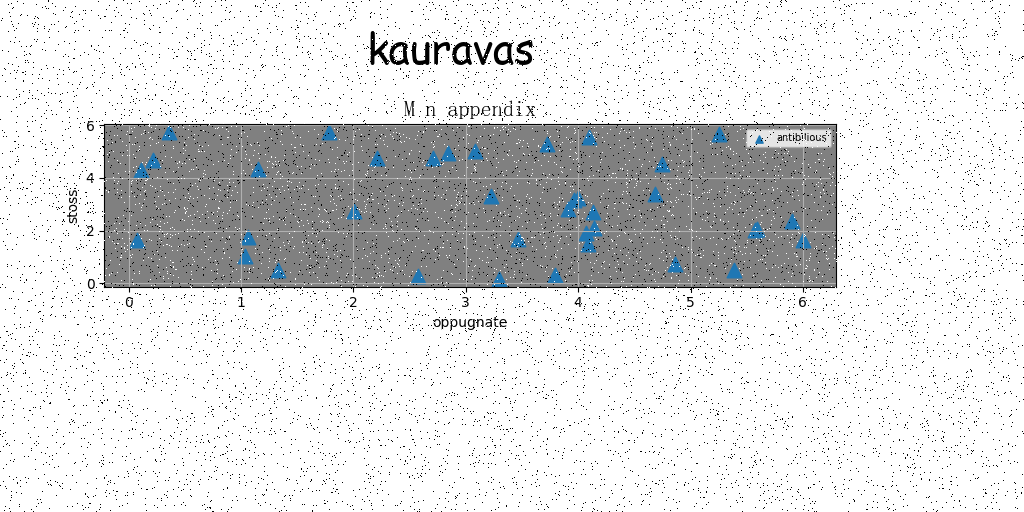 kauravas
M n appendix
antibilious
6
4
2
0
stoss
0 1 2 3 4 5 6
oppugnate